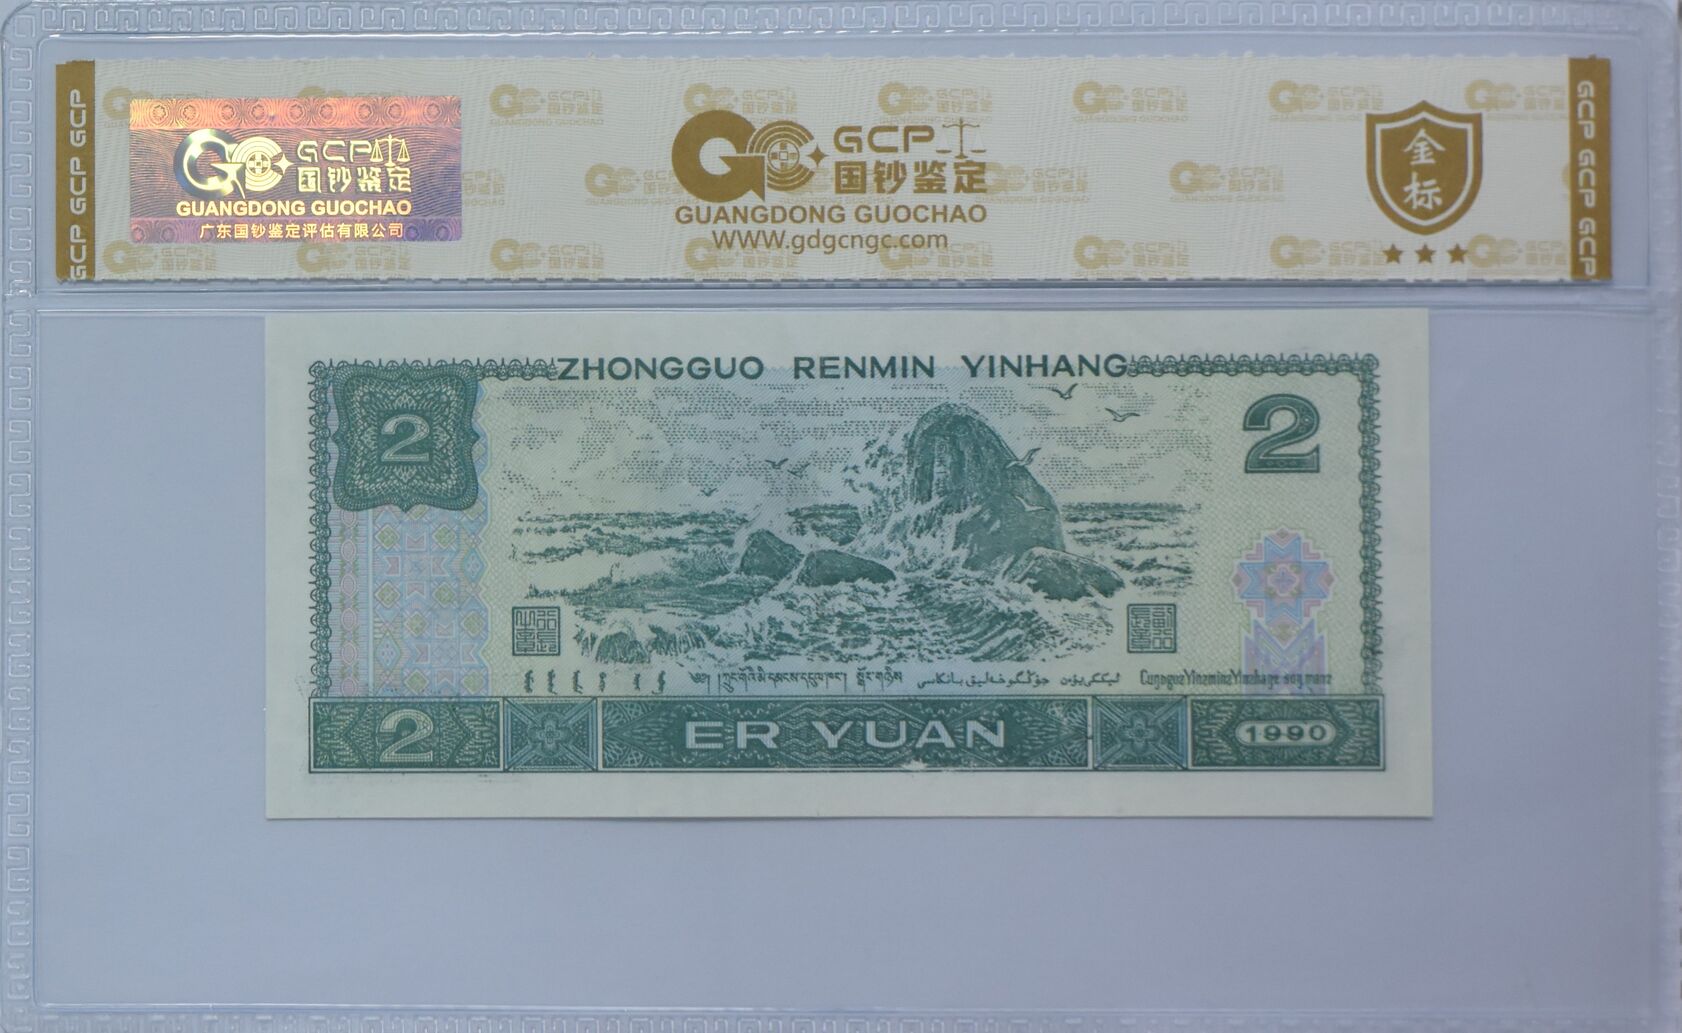 GCP GCP GCP
GCP
国钞鉴定
GUANGDONG GUOCHAO
广东国钞鉴定评估有限公司
GCP
国钞鉴定
GUANGDONG GUOCHAO
WWW.gdgcngc.com
金标
GCP GCP GCP
ZHONGGUO RENMIN YINHANG
2
2
2
ER YUAN
1990